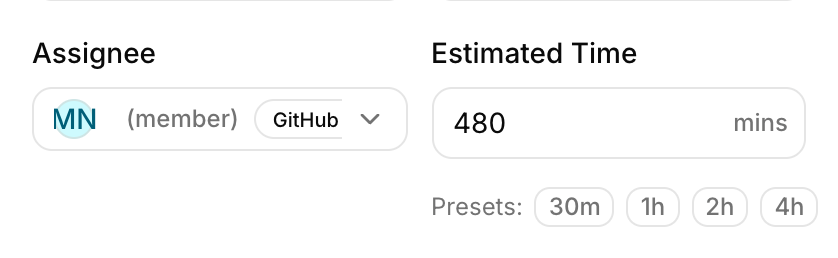 Assignee
Estimated Time
MN (member) GitHub
480 mins
Presets: 30m 1h 2h 4h